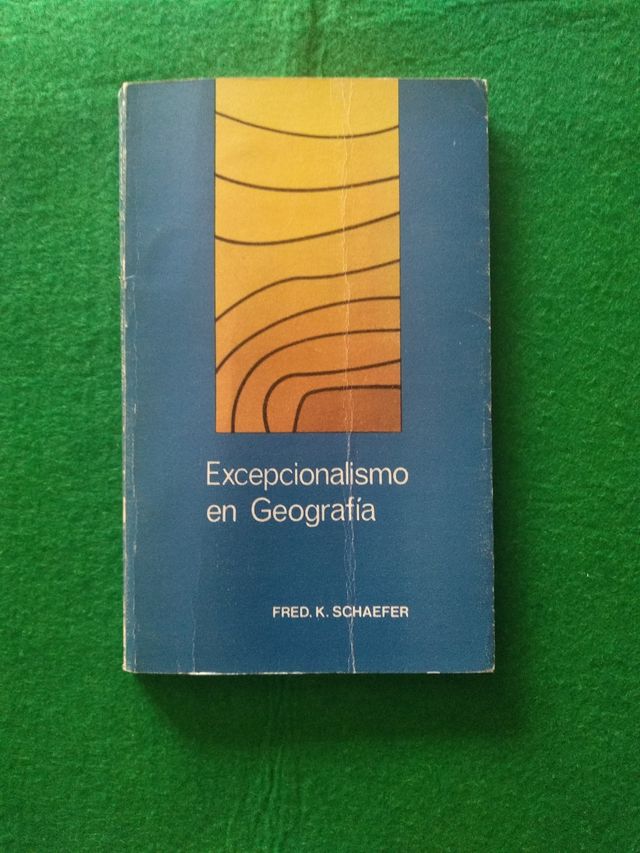 Excepcionalismo
en Geografía
FRED. K. SCHAEFER